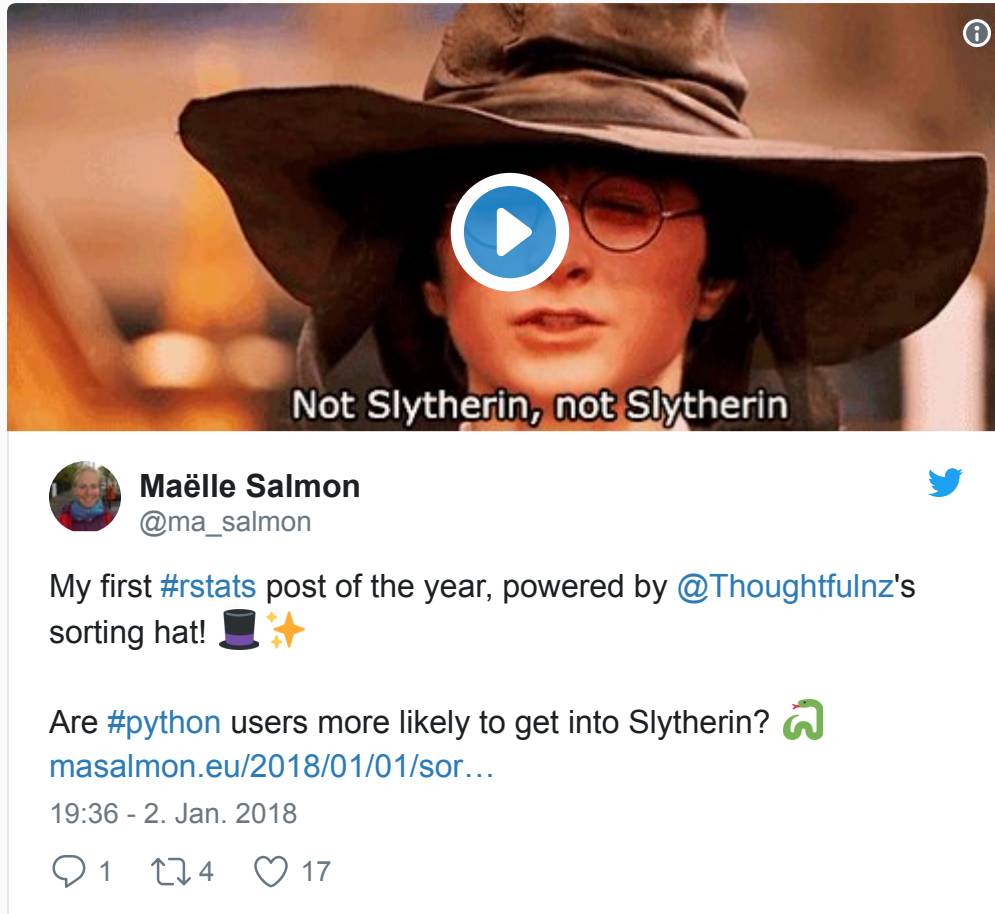 Not Slytherin, not Slytherin
Maëlle Salmon
@ma_salmon
My first #rstats post of the year, powered by @Thoughtfulnz's
sorting hat! 🎩✨
Are #python users more likely to get into Slytherin? 🐍
masalmon.eu/2018/01/01/sor…
19:36 - 2. Jan. 2018
1 4 17